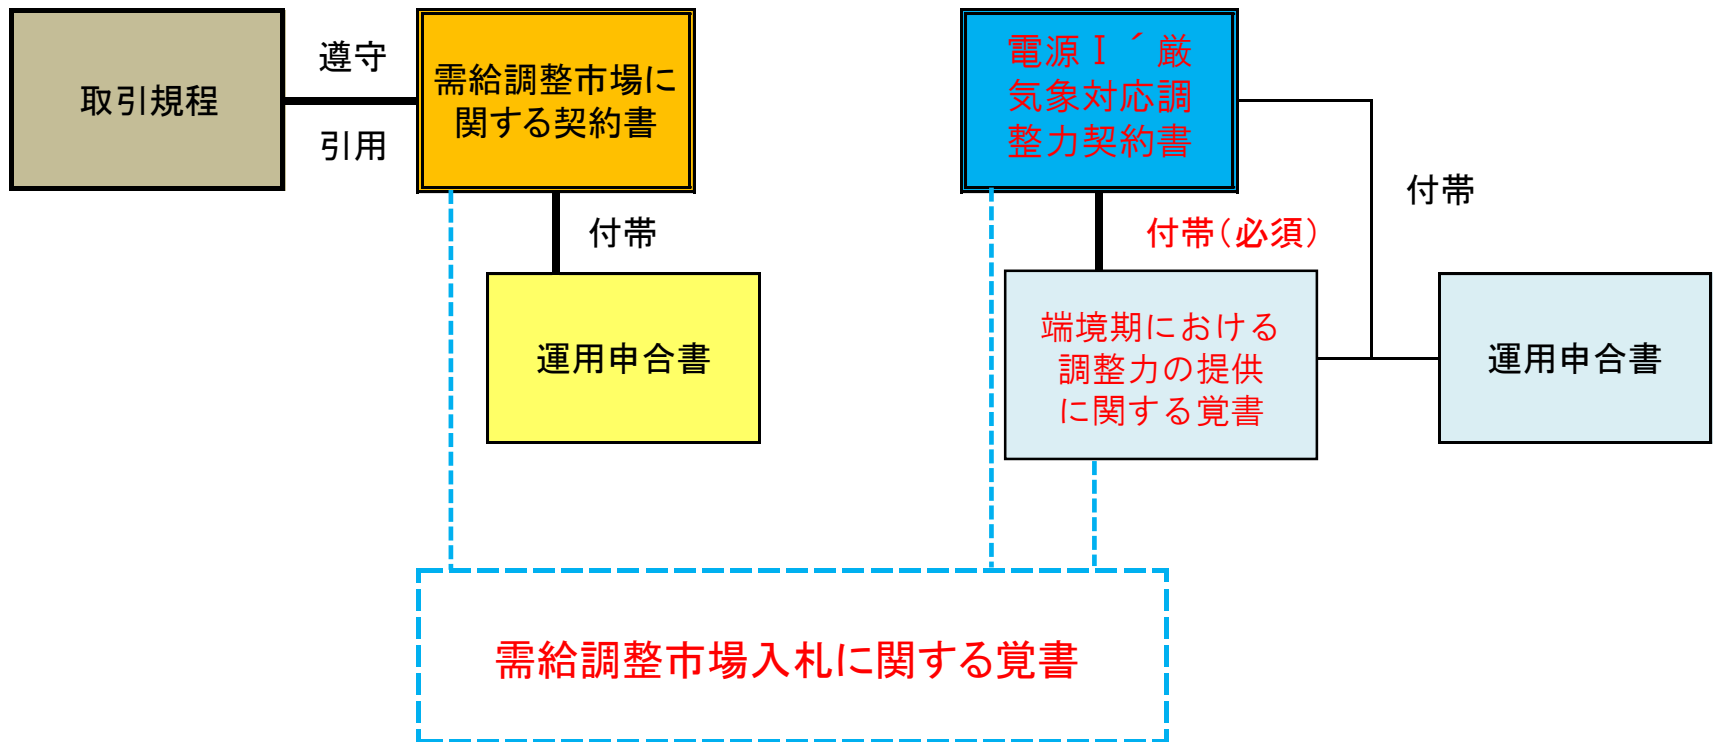 取引規程
遵守
引用
需給調整市場に
関する契約書
電源Ⅰ´厳
気象対応調
整力契約書
付帯
付帯(必須)
付帯
運用申合書
端境期における
調整力の提供
に関する覚書
運用申合書
需給調整市場入札に関する覚書